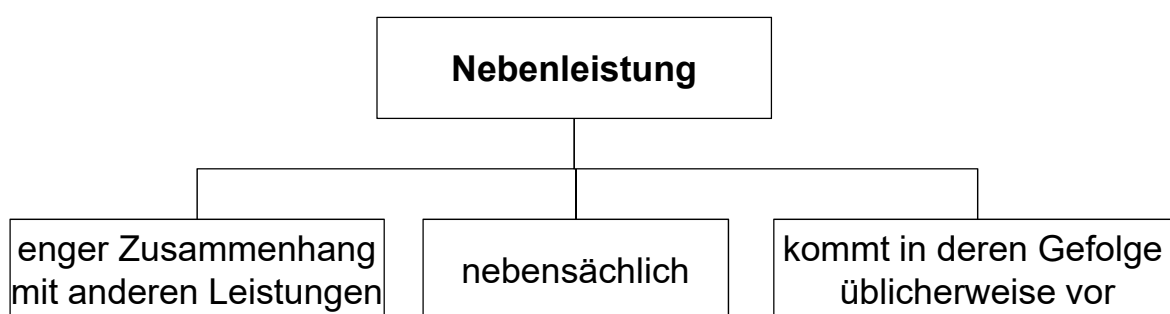 Nebenleistung
enger Zusammenhang
mit anderen Leistungen
nebensächlich
kommt in deren Gefolge
üblicherweise vor